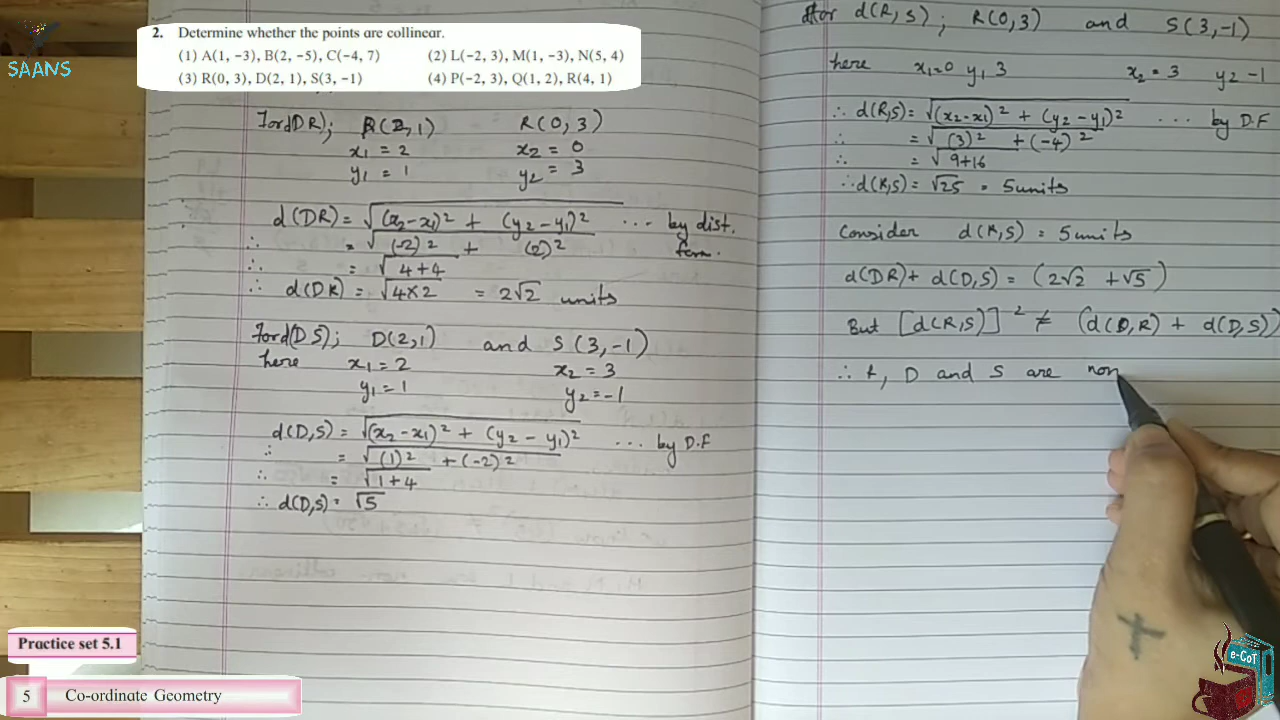 SAANS
2. Determine whether the points are collinear.
(1) A(1, −3), B(2, −5), C(-4, 7) (2) L(-2, 3), M(1, −3), N(5, 4)
(3) R(0, 3), D(2, 1), S(3, −1) (4) P(-2, 3), Q(1, 2), R(4, 1)
For d(DR); (2,1) R(0,3)
x₁ = 2 x₂ = 0
y₁ = 1 y₂ = 3
d(DR) = √(x₂-x₁)² + (y₂-y₁)² ... by dist.
∴ = √(-2)² + (2)² form.
∴ = √4+4
∴ d(DR) = √4×2 = 2√2 units
For d(DS); D(2,1) and S(3,-1)
here x₁=2 x₂=3
y₁=1 y₂=-1
d(D,S) = √(x₂-x₁)² + (y₂-y₁)² ... by D.F
∴ = √(1)² + (-2)²
∴ = √1+4
∴ d(D,S) = √5
for d(R,S); R(0,3) and S(3,-1)
here x₁=0 y₁ 3 x₂ = 3 y₂ -1
∴ d(R,S) = √(x₂-x₁)² + (y₂-y₁)² ... by D.F
∴ = √(3)² + (-4)²
∴ = √9+16
∴ d(R,S) = √25 = 5units
Consider d(R,S) = 5units
d(DR) + d(D,S) = (2√2 + √5)
But [d(R,S)]² ≠ (d(D,R) + d(D,S))
∴ R, D and S are non
Practice set 5.1
5 Co-ordinate Geometry
e-GoT